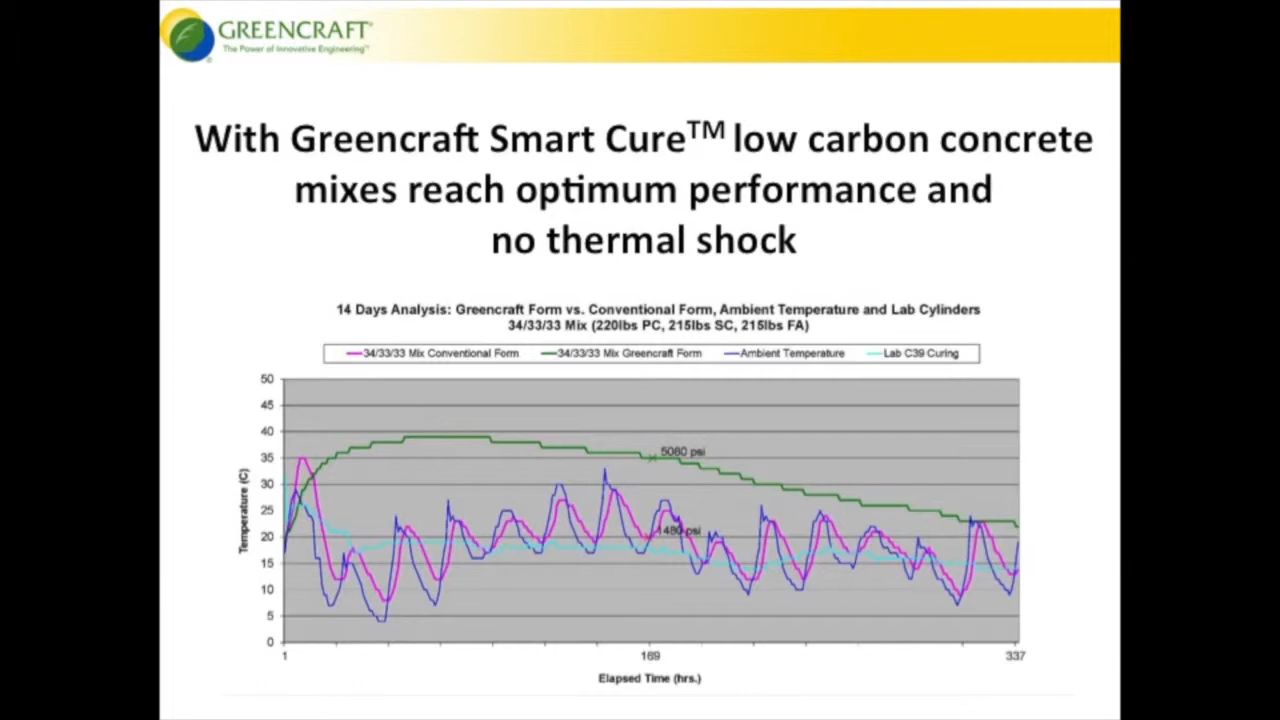 GREENCRAFT®
The Power of Innovative Engineering™
With Greencraft Smart Cure™ low carbon concrete
mixes reach optimum performance and
no thermal shock
14 Days Analysis: Greencraft Form vs. Conventional Form, Ambient Temperature and Lab Cylinders
34/33/33 Mix (220lbs PC, 215lbs SC, 215lbs FA)
34/33/33 Mix Conventional Form 34/33/33 Mix Greencraft Form Ambient Temperature Lab C39 Curing
50
45
40
35
30
25
20
15
10
5
0
Temperature (C)
5060 psi
1480 psi
1 169 337
Elapsed Time (hrs.)